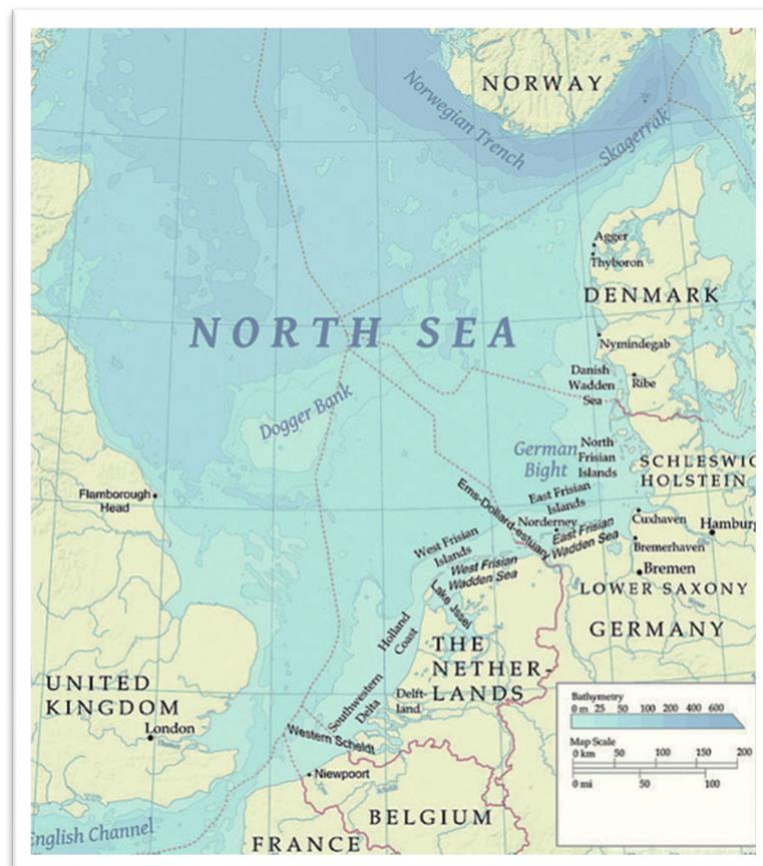 NORWAY
Norwegian Trench
Skagerrak
Agger
Thyboron
DENMARK
NORTH SEA
Nymindegab
Danish
Wadden
Sea
Ribe
Dogger Bank
German
Bight
North
Frisian
Islands
SCHLESWIG
HOLSTEIN
Flamborough
Head
Ems-Dollard-estuary
East Frisian
Islands
Norderney
East Frisian
Wadden Sea
Cuxhaven
Hamburg
Bremerhaven
Bremen
West Frisian
Islands
West Frisian
Wadden Sea
Lake Issel
LOWER SAXONY
GERMANY
Holland
Coast
THE
NETHER-
LANDS
UNITED
KINGDOM
London
Southwestern
Delta
Delft-
land
Western Scheldt
Niewpoort
BELGIUM
FRANCE
English Channel
Bathymetry
0 m 25 50 100 200 400 600
Map Scale
0 km 50 100 150 200
0 mi 50 100